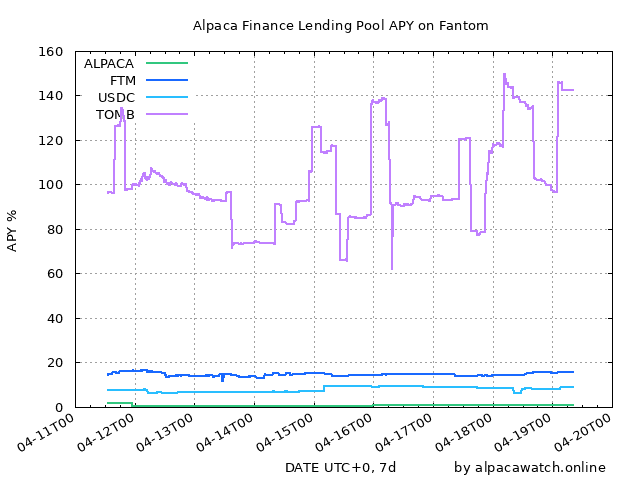 Alpaca Finance Lending Pool APY on Fantom
160
140
120
100
80
60
40
20
0
APY %
ALPACA
FTM
USDC
TOMB
04-11T00
04-12T00
04-13T00
04-14T00
04-15T00
04-16T00
04-17T00
04-18T00
04-19T00
04-20T00
DATE UTC+0, 7d
by alpacawatch.online